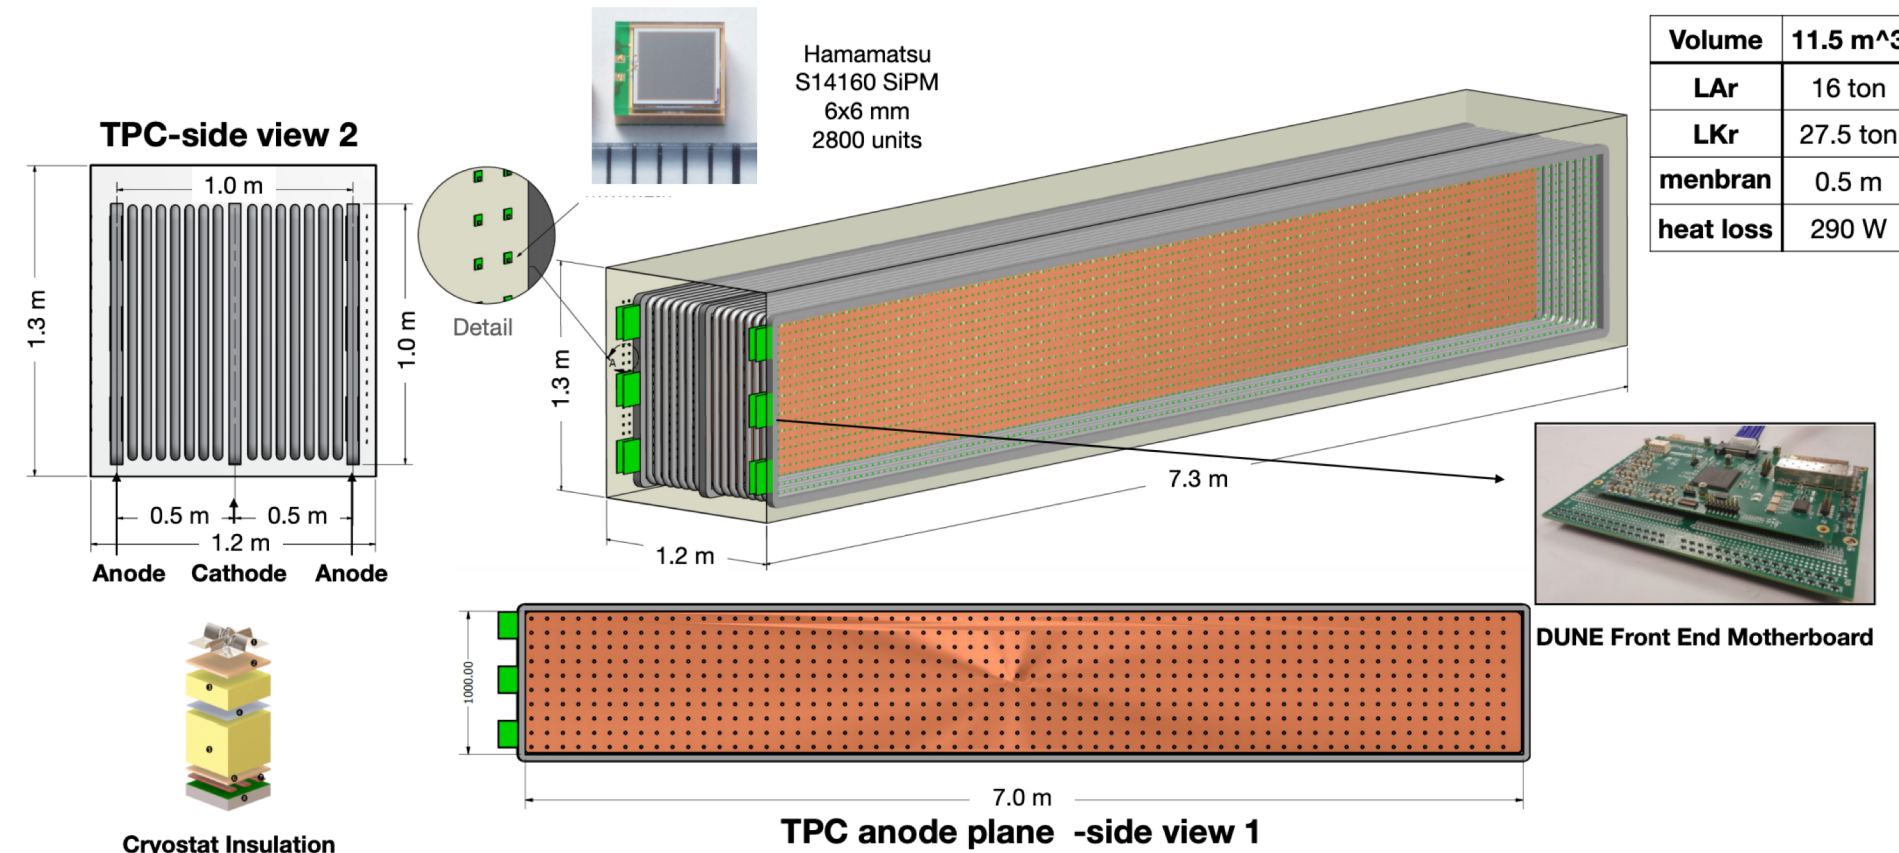 Hamamatsu
S14160 SiPM
6x6 mm
2800 units
Volume 11.5 m^3
LAr 16 ton
LKr 27.5 ton
menbran 0.5 m
heat loss 290 W
TPC-side view 2
1.0 m
1.3 m
1.0 m
0.5 m
0.5 m
1.2 m
Anode Cathode Anode
Detail
A
1.3 m
1.2 m
7.3 m
DUNE Front End Motherboard
1000.00
7.0 m
TPC anode plane -side view 1
Cryostat Insulation